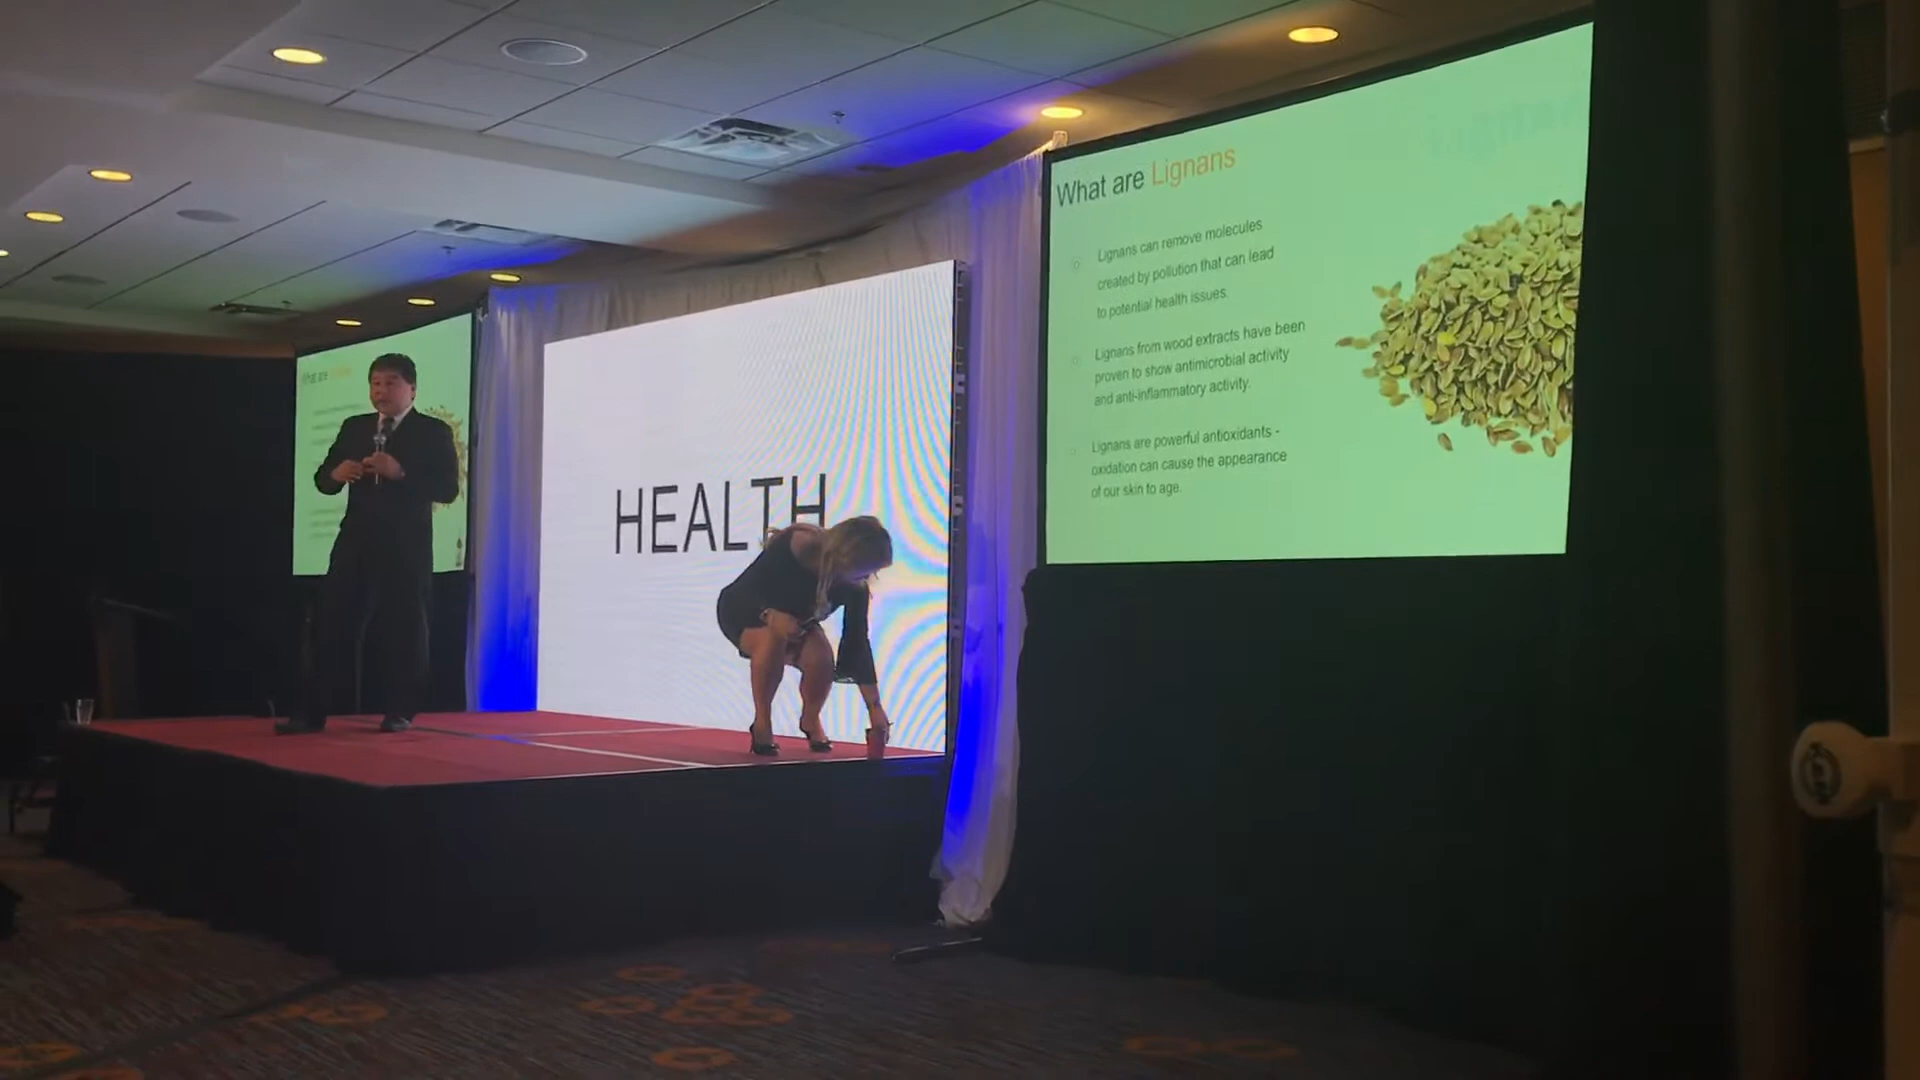 What are Lignans
Lignans can remove molecules
created by pollution that can lead
to potential health issues.
Lignans from wood extracts have been
proven to show antimicrobial activity
and anti-inflammatory activity.
Lignans are powerful antioxidants -
oxidation can cause the appearance
of our skin to age.
HEALTH
What are